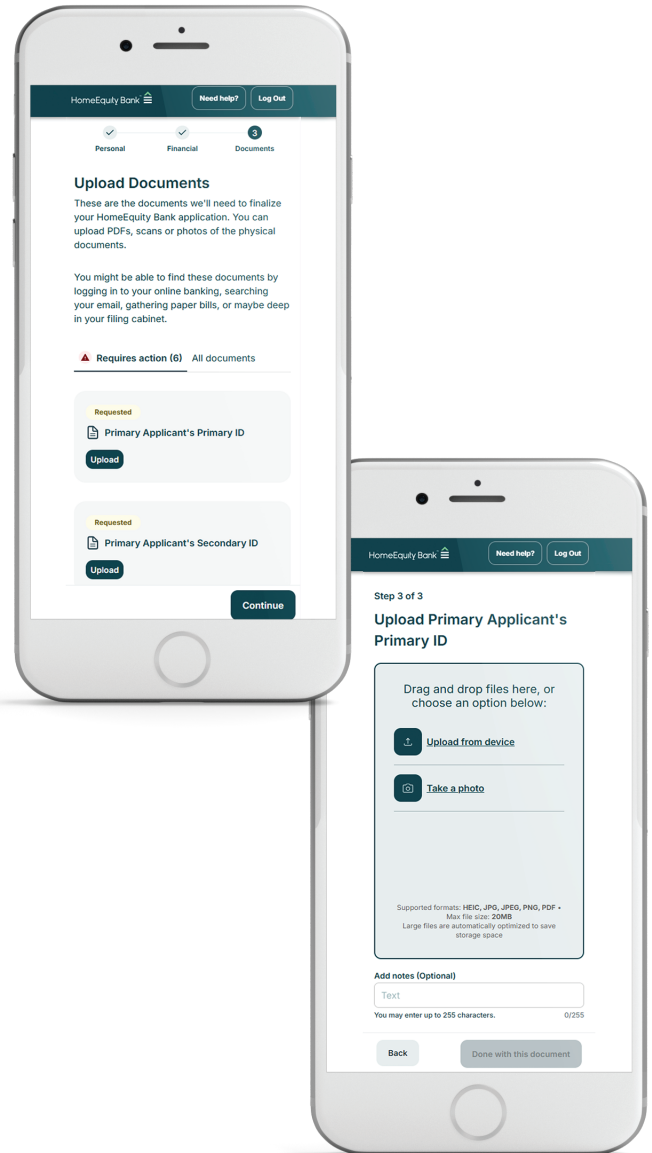 HomeEquity Bank
Need help?
Log Out
3
Personal
Financial
Documents
Upload Documents
These are the documents we'll need to finalize
your HomeEquity Bank application. You can
upload PDFs, scans or photos of the physical
documents.
You might be able to find these documents by
logging in to your online banking, searching
your email, gathering paper bills, or maybe deep
in your filing cabinet.
Requires action (6)
All documents
Requested
Primary Applicant's Primary ID
Upload
Requested
Primary Applicant's Secondary ID
Upload
Continue
HomeEquity Bank
Need help?
Log Out
Step 3 of 3
Upload Primary Applicant's
Primary ID
Drag and drop files here, or
choose an option below:
Upload from device
Take a photo
Supported formats: HEIC, JPG, JPEG, PNG, PDF •
Max file size: 20MB
Large files are automatically optimized to save
storage space
Add notes (Optional)
Text
You may enter up to 255 characters.
0/255
Back
Done with this document